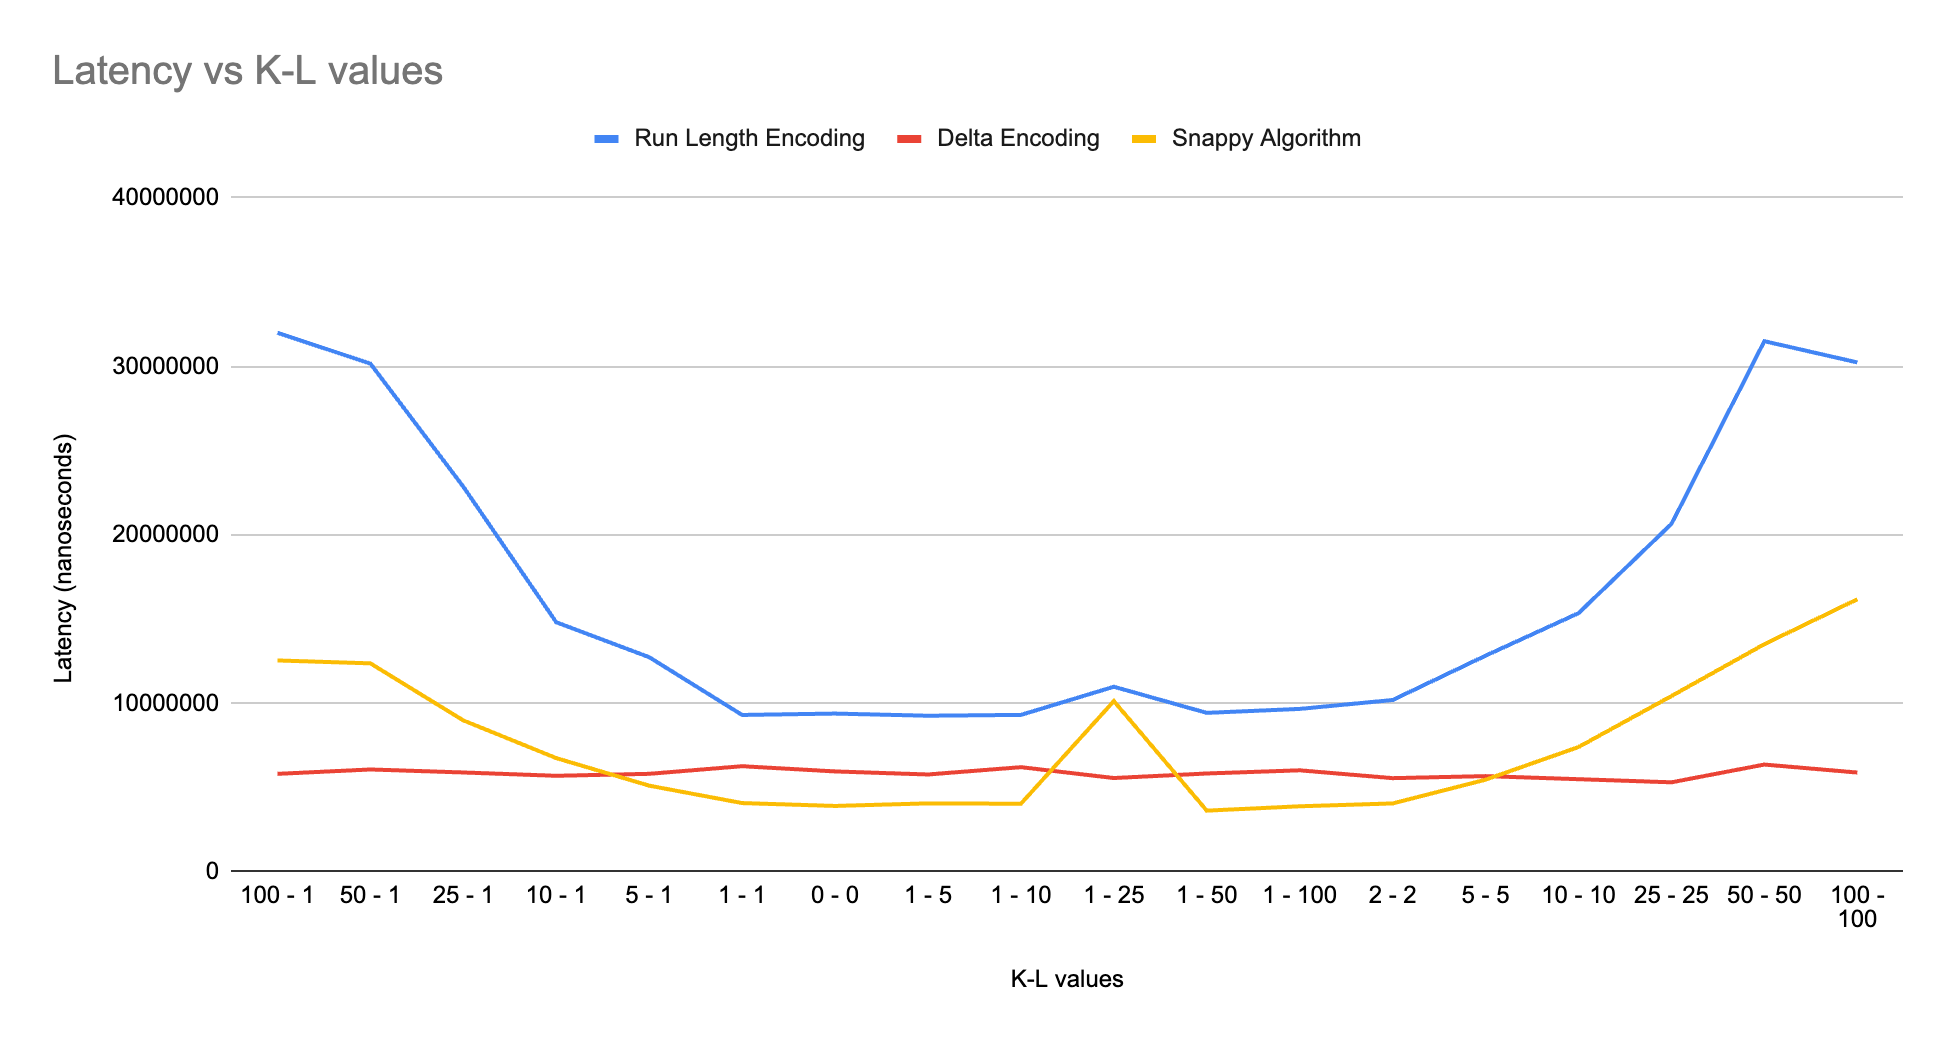 Latency vs K-L values
Run Length Encoding Delta Encoding Snappy Algorithm
40000000
30000000
20000000
10000000
0
Latency (nanoseconds)
100 - 1 50 - 1 25 - 1 10 - 1 5 - 1 1 - 1 0 - 0 1 - 5 1 - 10 1 - 25 1 - 50 1 - 100 2 - 2 5 - 5 10 - 10 25 - 25 50 - 50 100 -
100
K-L values